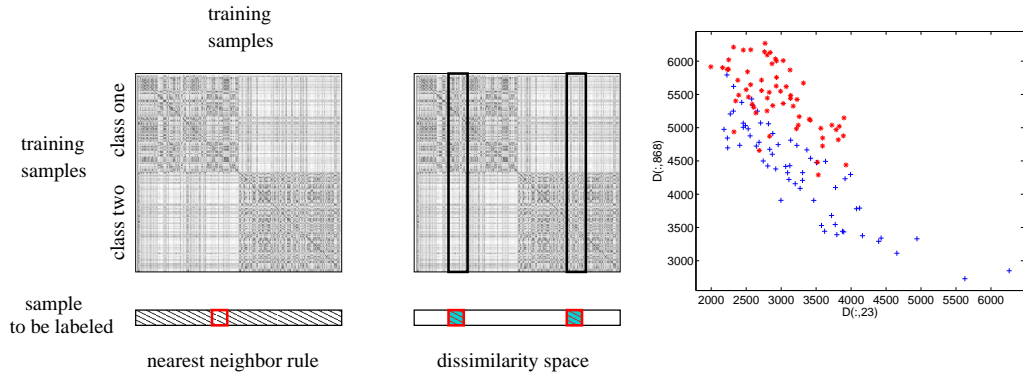 training
samples
training
samples
class one
class two
sample
to be labeled
nearest neighbor rule
dissimilarity space
D(:,868)
6000
5500
5000
4500
4000
3500
3000
2000 2500 3000 3500 4000 4500 5000 5500 6000
D(:,23)